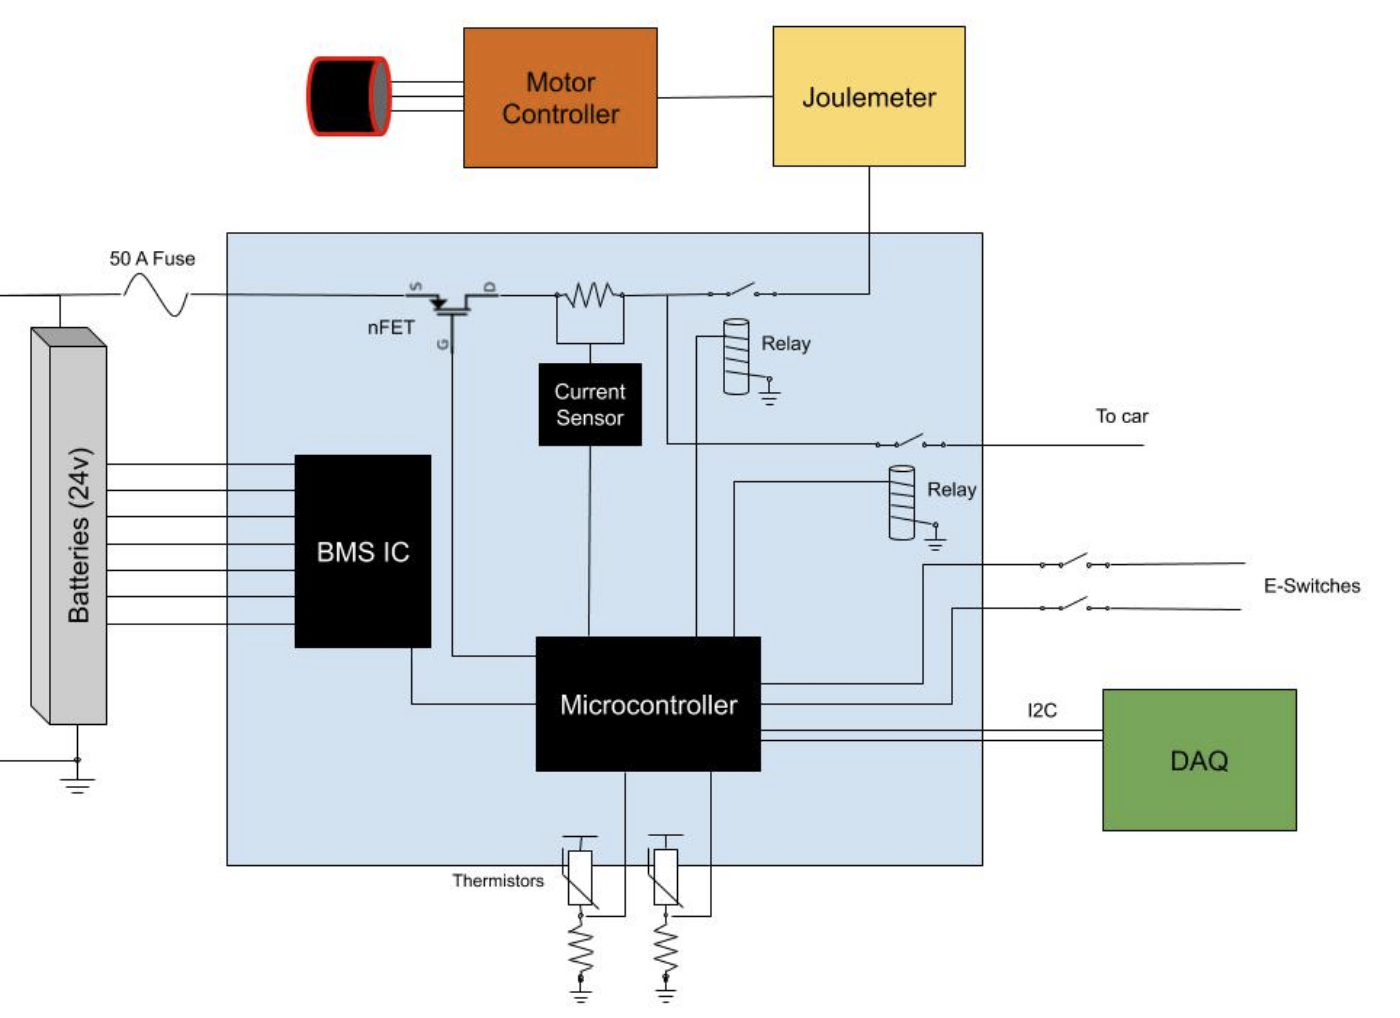 Motor
Controller
Joulemeter
50 A Fuse
S
D
nFET
G
Relay
Current
Sensor
To car
Relay
Batteries (24v)
BMS IC
E-Switches
Microcontroller
I2C
DAQ
Thermistors